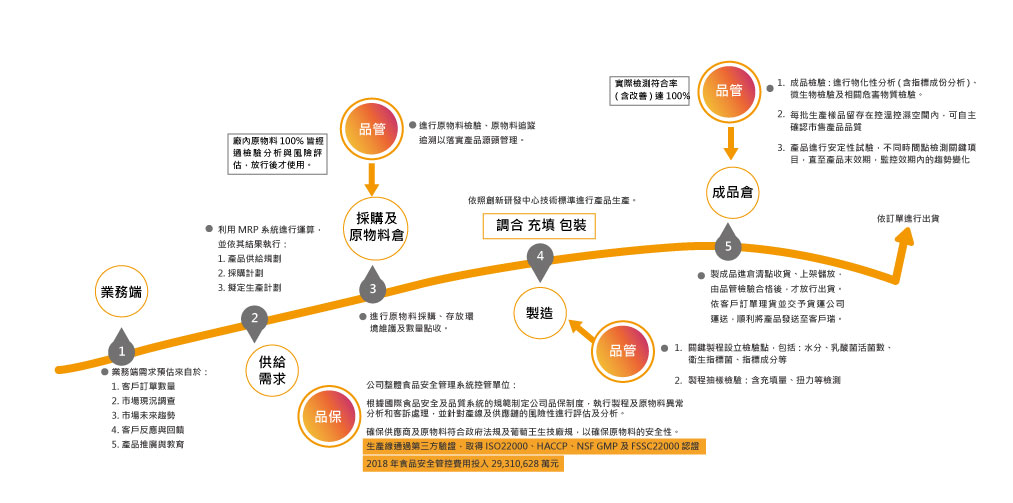 業務端
1
● 業務端需求預估來自於：
1. 客戶訂單數量
2. 市場現況調查
3. 市場未來趨勢
4. 客戶反應與回饋
5. 產品推廣與教育
● 利用 MRP 系統進行運算，
並依其結果執行：
1. 產品供給規劃
2. 採購計劃
3. 擬定生產計劃
2
供給
需求
廠內原物料 100% 皆經
過檢驗分析與風險評
估，放行後才使用。
品管
● 進行原物料檢驗、原物料追蹤
追溯以落實產品源頭管理。
採購及
原物料倉
3
● 進行原物料採購、存放環
境維護及數量點收。
依照創新研發中心技術標準進行產品生產。
調合 充填 包裝
4
製造
品管
● 1. 關鍵製程設立檢驗點，包括：水分、乳酸菌活菌數、
衛生指標菌、指標成分等
2. 製程抽樣檢驗：含充填量、扭力等檢測
實際檢測符合率
( 含改善 ) 達 100%
品管
● 1. 成品檢驗：進行物化性分析 ( 含指標成份分析 )、
微生物檢驗及相關危害物質檢驗。
2. 每批生產樣品留存在控溫控濕空間內，可自主
確認市售產品品質
3. 產品進行安定性試驗，不同時間點檢測關鍵項
目，直至產品末效期，監控效期內的趨勢變化
成品倉
5
● 製成品進倉清點收貨、上架儲放，
由品管檢驗合格後，才放行出貨。
依客戶訂單理貨並交予貨運公司
運送，順利將產品發送至客戶端。
依訂單進行出貨
品保
公司整體食品安全管理系統控管單位：
根據國際食品安全及品質系統的規範制定公司品保制度，執行製程及原物料異常
分析和客訴處理，並針對產線及供應鏈的風險性進行評估及分析。
確保供應商及原物料符合政府法規及葡萄王生技廠規，以確保原物料的安全性。
生產線通過第三方驗證，取得 ISO22000、HACCP、NSF GMP 及 FSSC22000 認證
2018 年食品安全管控費用投入 29,310,628 萬元